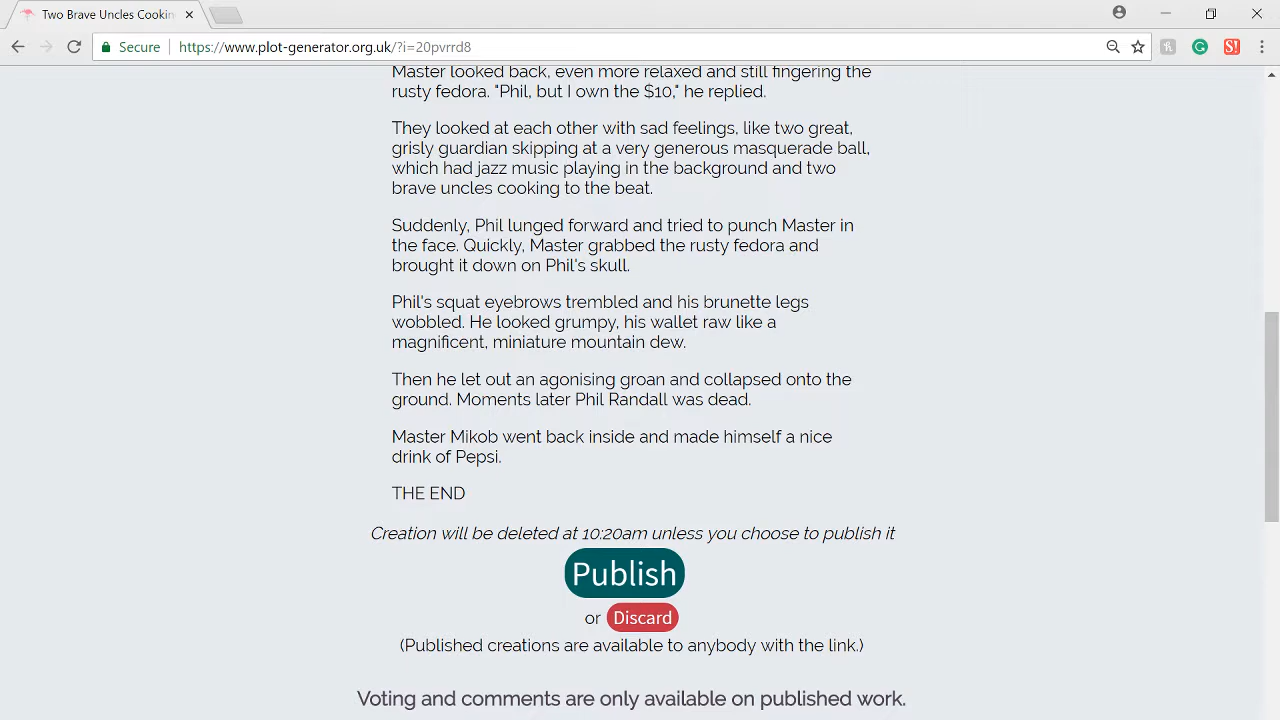 Two Brave Uncles Cookin
Secure
https://www.plot-generator.org.uk/?i=20pvrrd8
Master looked back, even more relaxed and still fingering the
rusty fedora. "Phil, but I own the $10," he replied.
They looked at each other with sad feelings, like two great,
grisly guardian skipping at a very generous masquerade ball,
which had jazz music playing in the background and two
brave uncles cooking to the beat.
Suddenly, Phil lunged forward and tried to punch Master in
the face. Quickly, Master grabbed the rusty fedora and
brought it down on Phil's skull.
Phil's squat eyebrows trembled and his brunette legs
wobbled. He looked grumpy, his wallet raw like a
magnificent, miniature mountain dew.
Then he let out an agonising groan and collapsed onto the
ground. Moments later Phil Randall was dead.
Master Mikob went back inside and made himself a nice
drink of Pepsi.
THE END
Creation will be deleted at 10:20am unless you choose to publish it
Publish
or Discard
(Published creations are available to anybody with the link.)
Voting and comments are only available on published work.